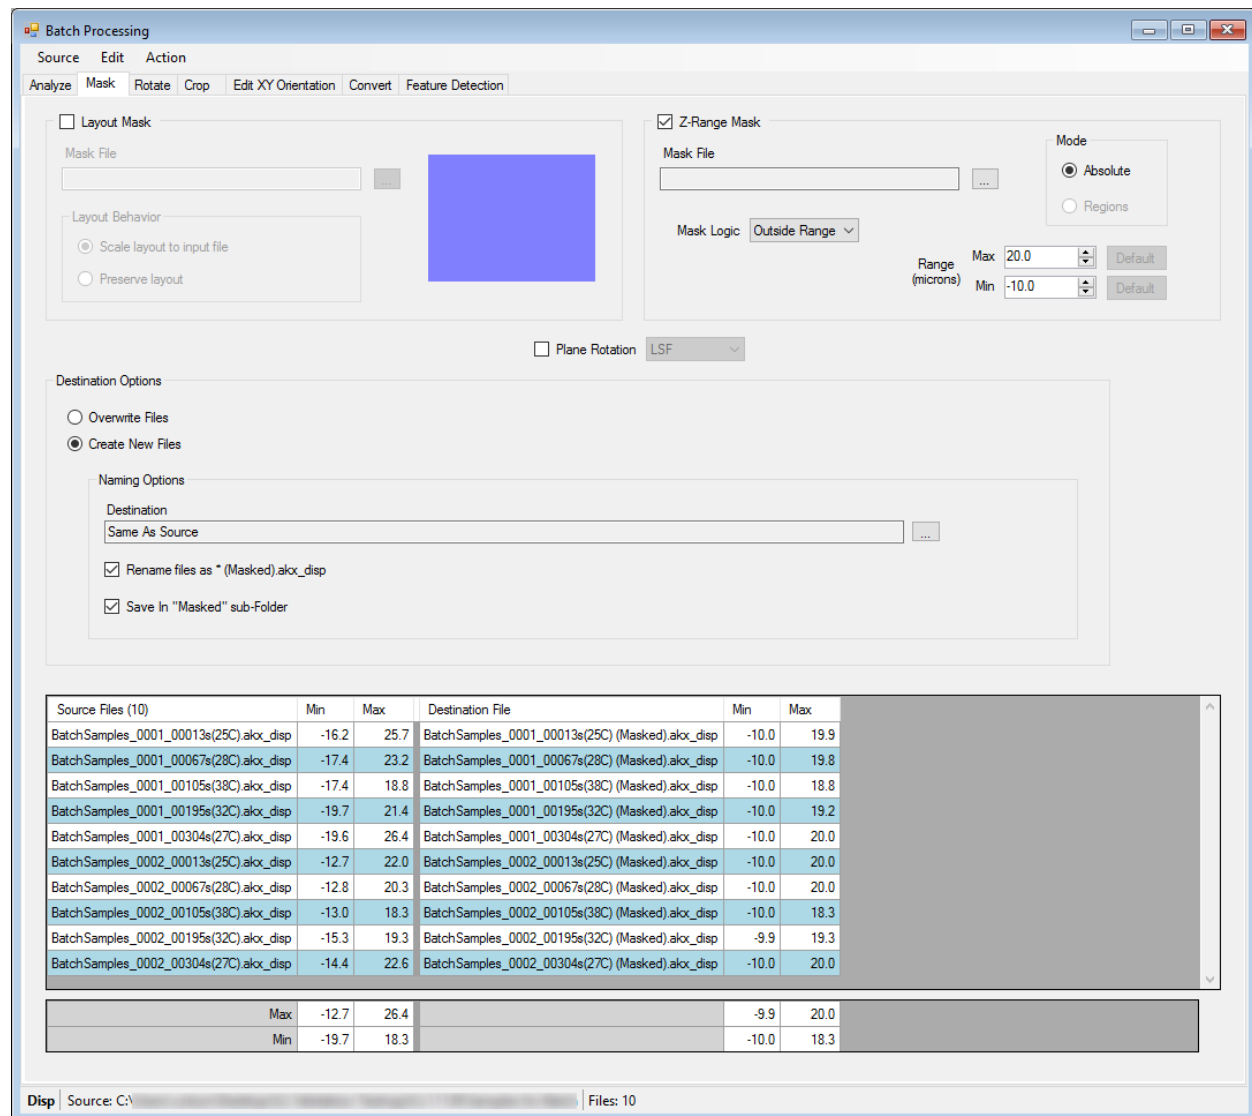 Batch Processing
Source Edit Action
Analyze Mask Rotate Crop Edit XY Orientation Convert Feature Detection
Layout Mask
Mask File
...
Layout Behavior
Scale layout to input file
Preserve layout
Z-Range Mask
Mask File
...
Mode
Absolute
Regions
Mask Logic Outside Range
Range
(microns)
Max 20.0 Default
Min -10.0 Default
Plane Rotation LSF
Destination Options
Overwrite Files
Create New Files
Naming Options
Destination
Same As Source ...
Rename files as * (Masked).akx_disp
Save In "Masked" sub-Folder
Source Files (10) Min Max Destination File Min Max
BatchSamples_0001_00013s(25C).akx_disp -16.2 25.7 BatchSamples_0001_00013s(25C) (Masked).akx_disp -10.0 19.9
BatchSamples_0001_00067s(28C).akx_disp -17.4 23.2 BatchSamples_0001_00067s(28C) (Masked).akx_disp -10.0 19.8
BatchSamples_0001_00105s(38C).akx_disp -17.4 18.8 BatchSamples_0001_00105s(38C) (Masked).akx_disp -10.0 18.8
BatchSamples_0001_00195s(32C).akx_disp -19.7 21.4 BatchSamples_0001_00195s(32C) (Masked).akx_disp -10.0 19.2
BatchSamples_0001_00304s(27C).akx_disp -19.6 26.4 BatchSamples_0001_00304s(27C) (Masked).akx_disp -10.0 20.0
BatchSamples_0002_00013s(25C).akx_disp -12.7 22.0 BatchSamples_0002_00013s(25C) (Masked).akx_disp -10.0 20.0
BatchSamples_0002_00067s(28C).akx_disp -12.8 20.3 BatchSamples_0002_00067s(28C) (Masked).akx_disp -10.0 20.0
BatchSamples_0002_00105s(38C).akx_disp -13.0 18.3 BatchSamples_0002_00105s(38C) (Masked).akx_disp -10.0 18.3
BatchSamples_0002_00195s(32C).akx_disp -15.3 19.3 BatchSamples_0002_00195s(32C) (Masked).akx_disp -9.9 19.3
BatchSamples_0002_00304s(27C).akx_disp -14.4 22.6 BatchSamples_0002_00304s(27C) (Masked).akx_disp -10.0 20.0
Max -12.7 26.4 -9.9 20.0
Min -19.7 18.3 -10.0 18.3
Disp Source: C:\ Files: 10